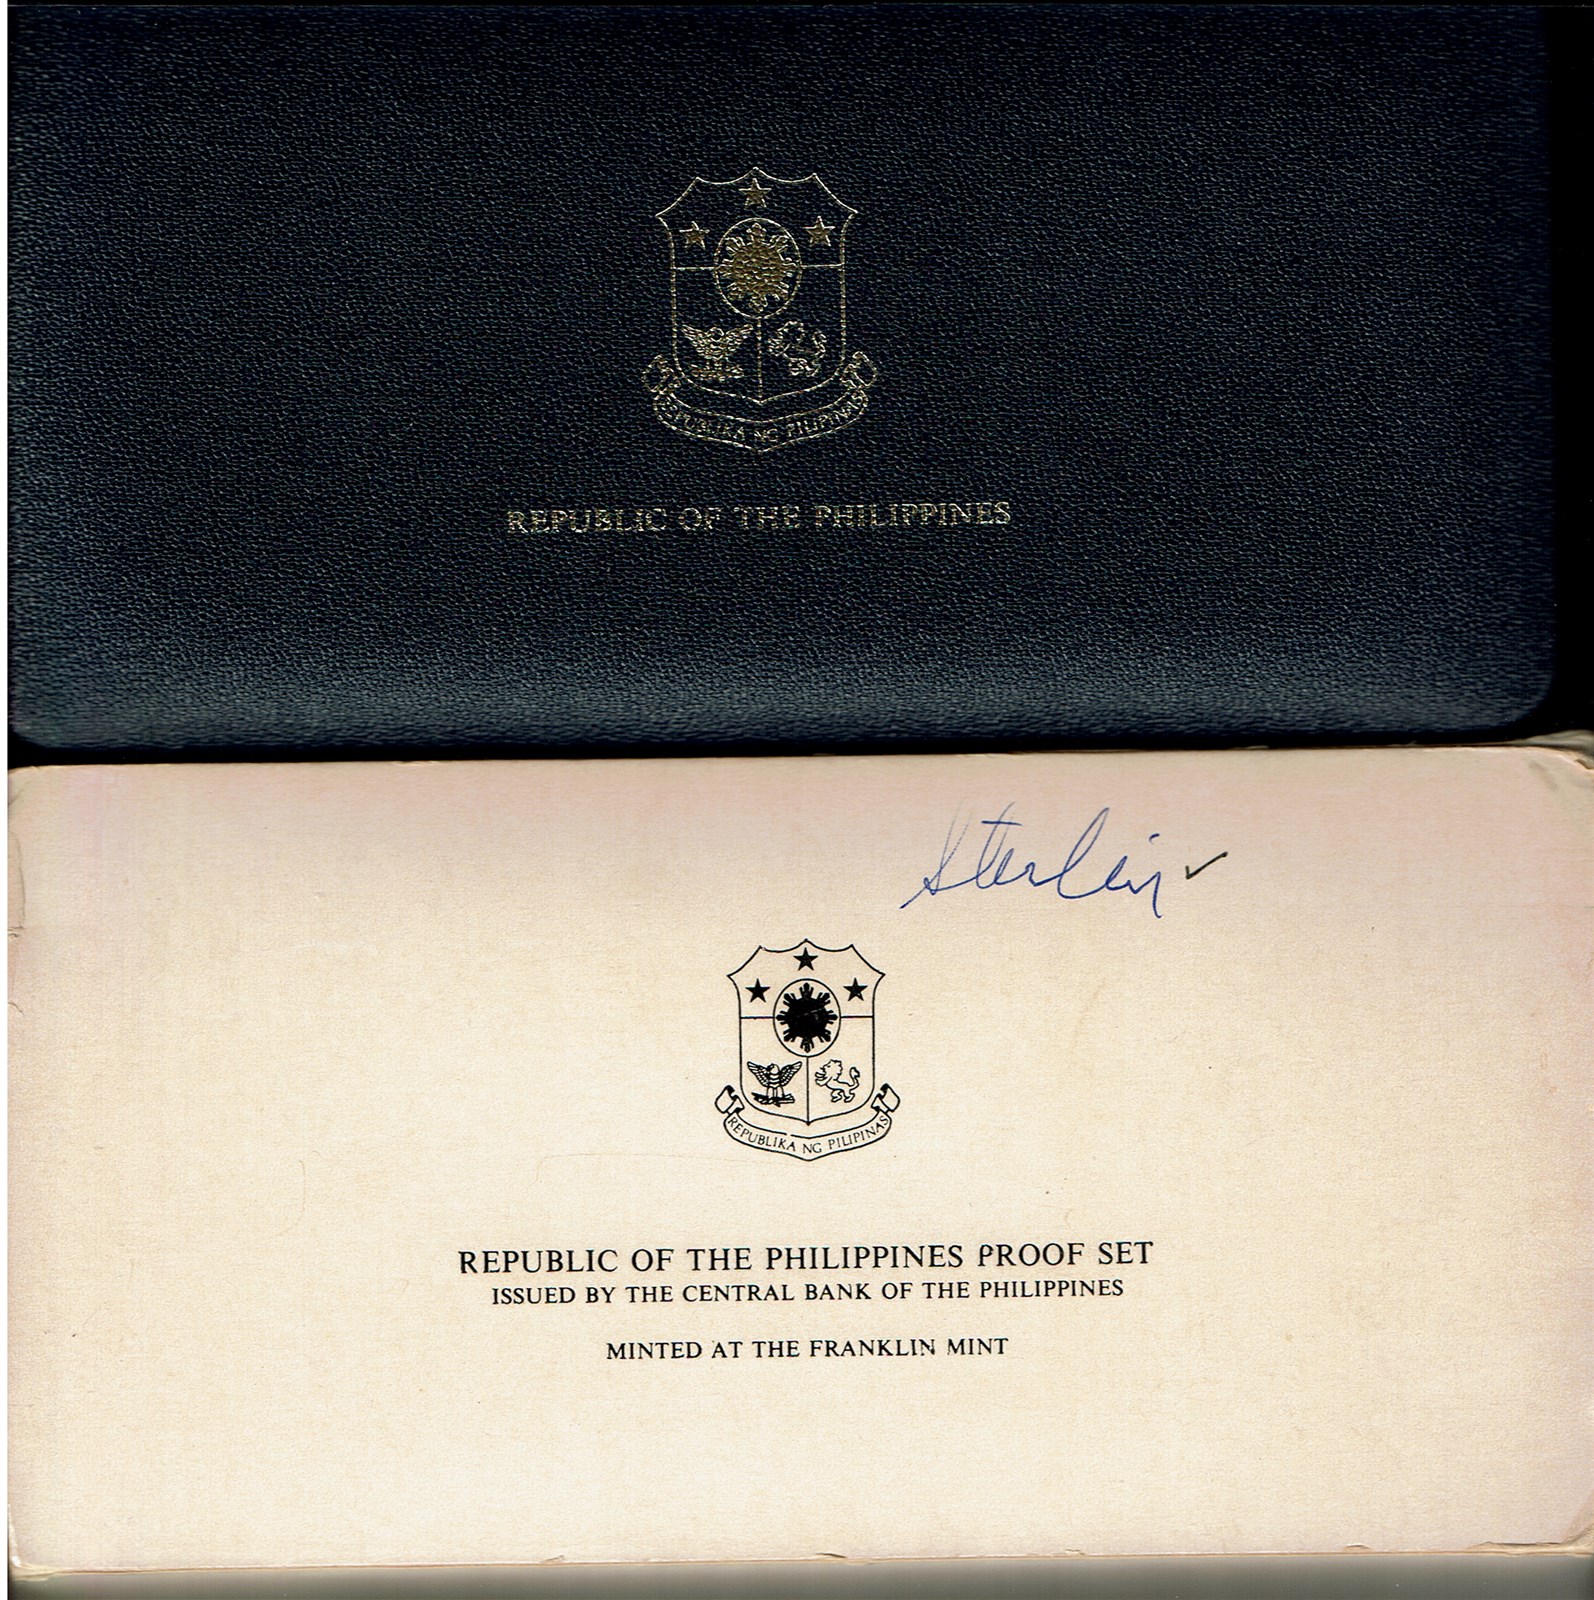 REPUBLIKA NG PILIPINAS
REPUBLIC OF THE PHILIPPINES
Sterlin
REPUBLIKA NG PILIPINAS
REPUBLIC OF THE PHILIPPINES PROOF SET
ISSUED BY THE CENTRAL BANK OF THE PHILIPPINES
MINTED AT THE FRANKLIN MINT